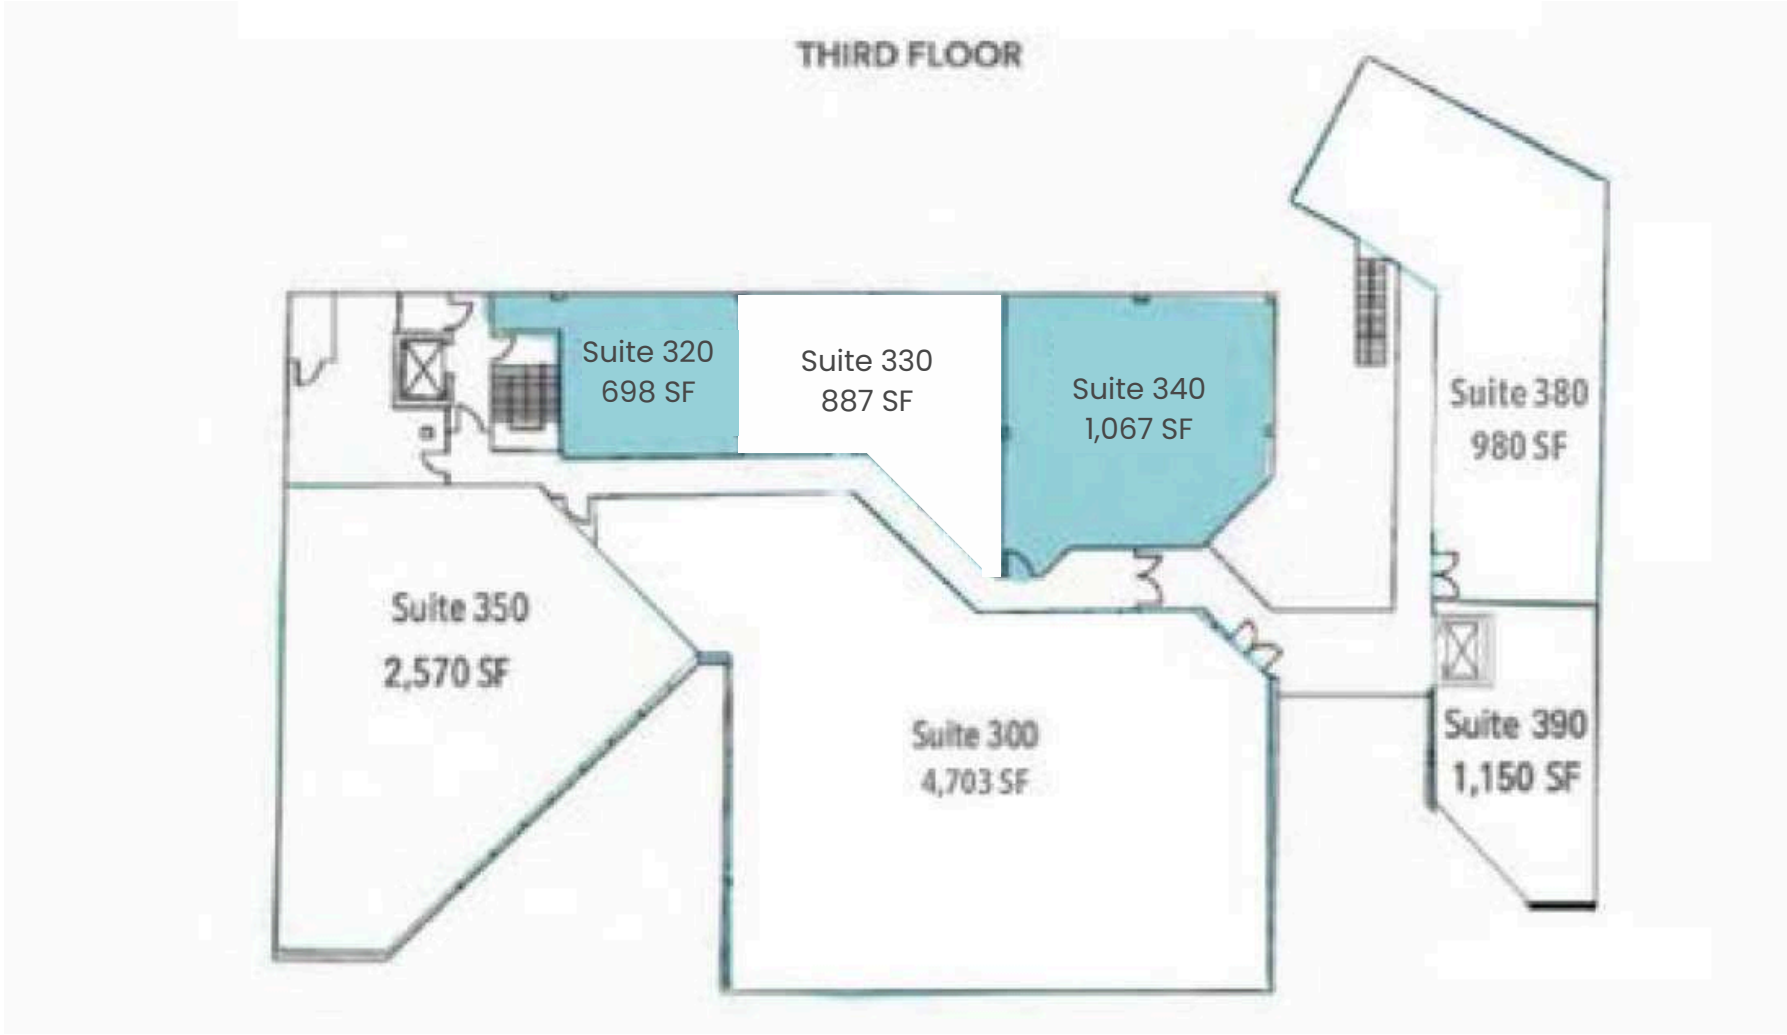 THIRD FLOOR
Suite 320
698 SF
Suite 330
887 SF
Suite 340
1,067 SF
Suite 380
980 SF
Suite 350
2,570 SF
Suite 300
4,703 SF
Suite 390
1,150 SF